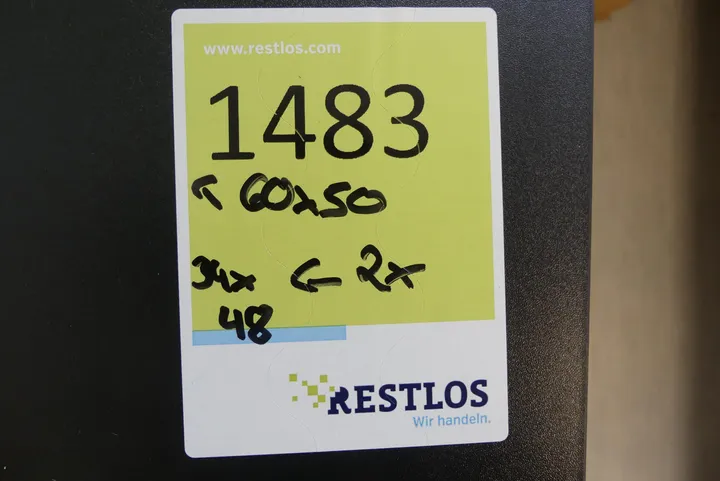 www.restlos.com
1483
↖ 60x50
34x ← 2x
48
RESTLOS
Wir handeln.